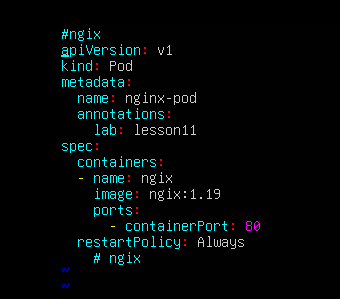 #ngix
apiVersion: v1
kind: Pod
metadata:
  name: nginx-pod
  annotations:
    lab: lesson11
spec:
  containers:
  - name: ngix
    image: ngix:1.19
    ports:
      - containerPort: 80
  restartPolicy: Always
    # ngix
~
~